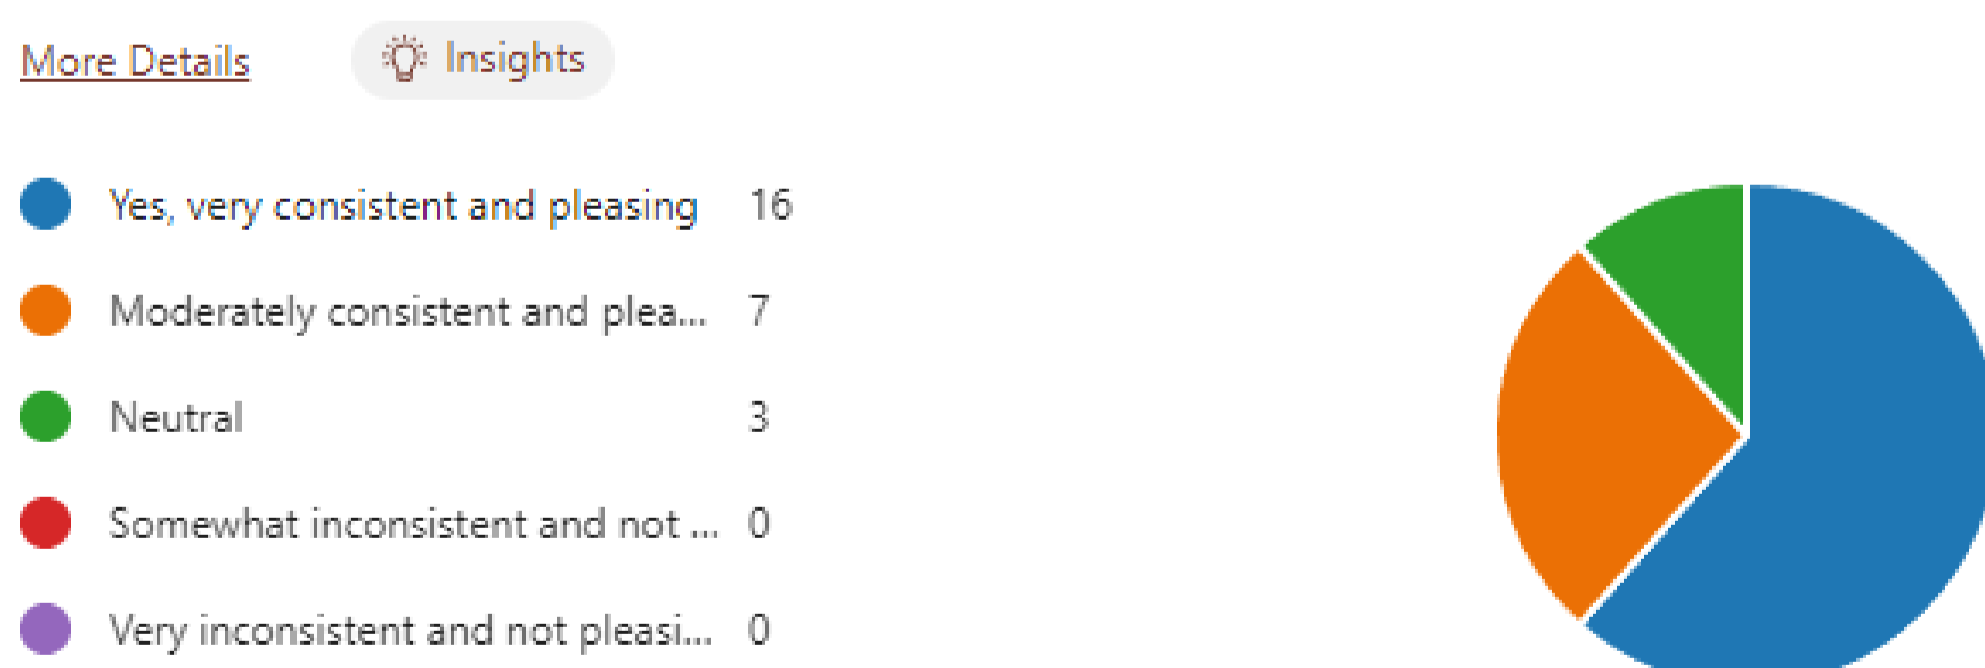 More Details Insights
Yes, very consistent and pleasing 16
Moderately consistent and plea... 7
Neutral 3
Somewhat inconsistent and not ... 0
Very inconsistent and not pleasi... 0